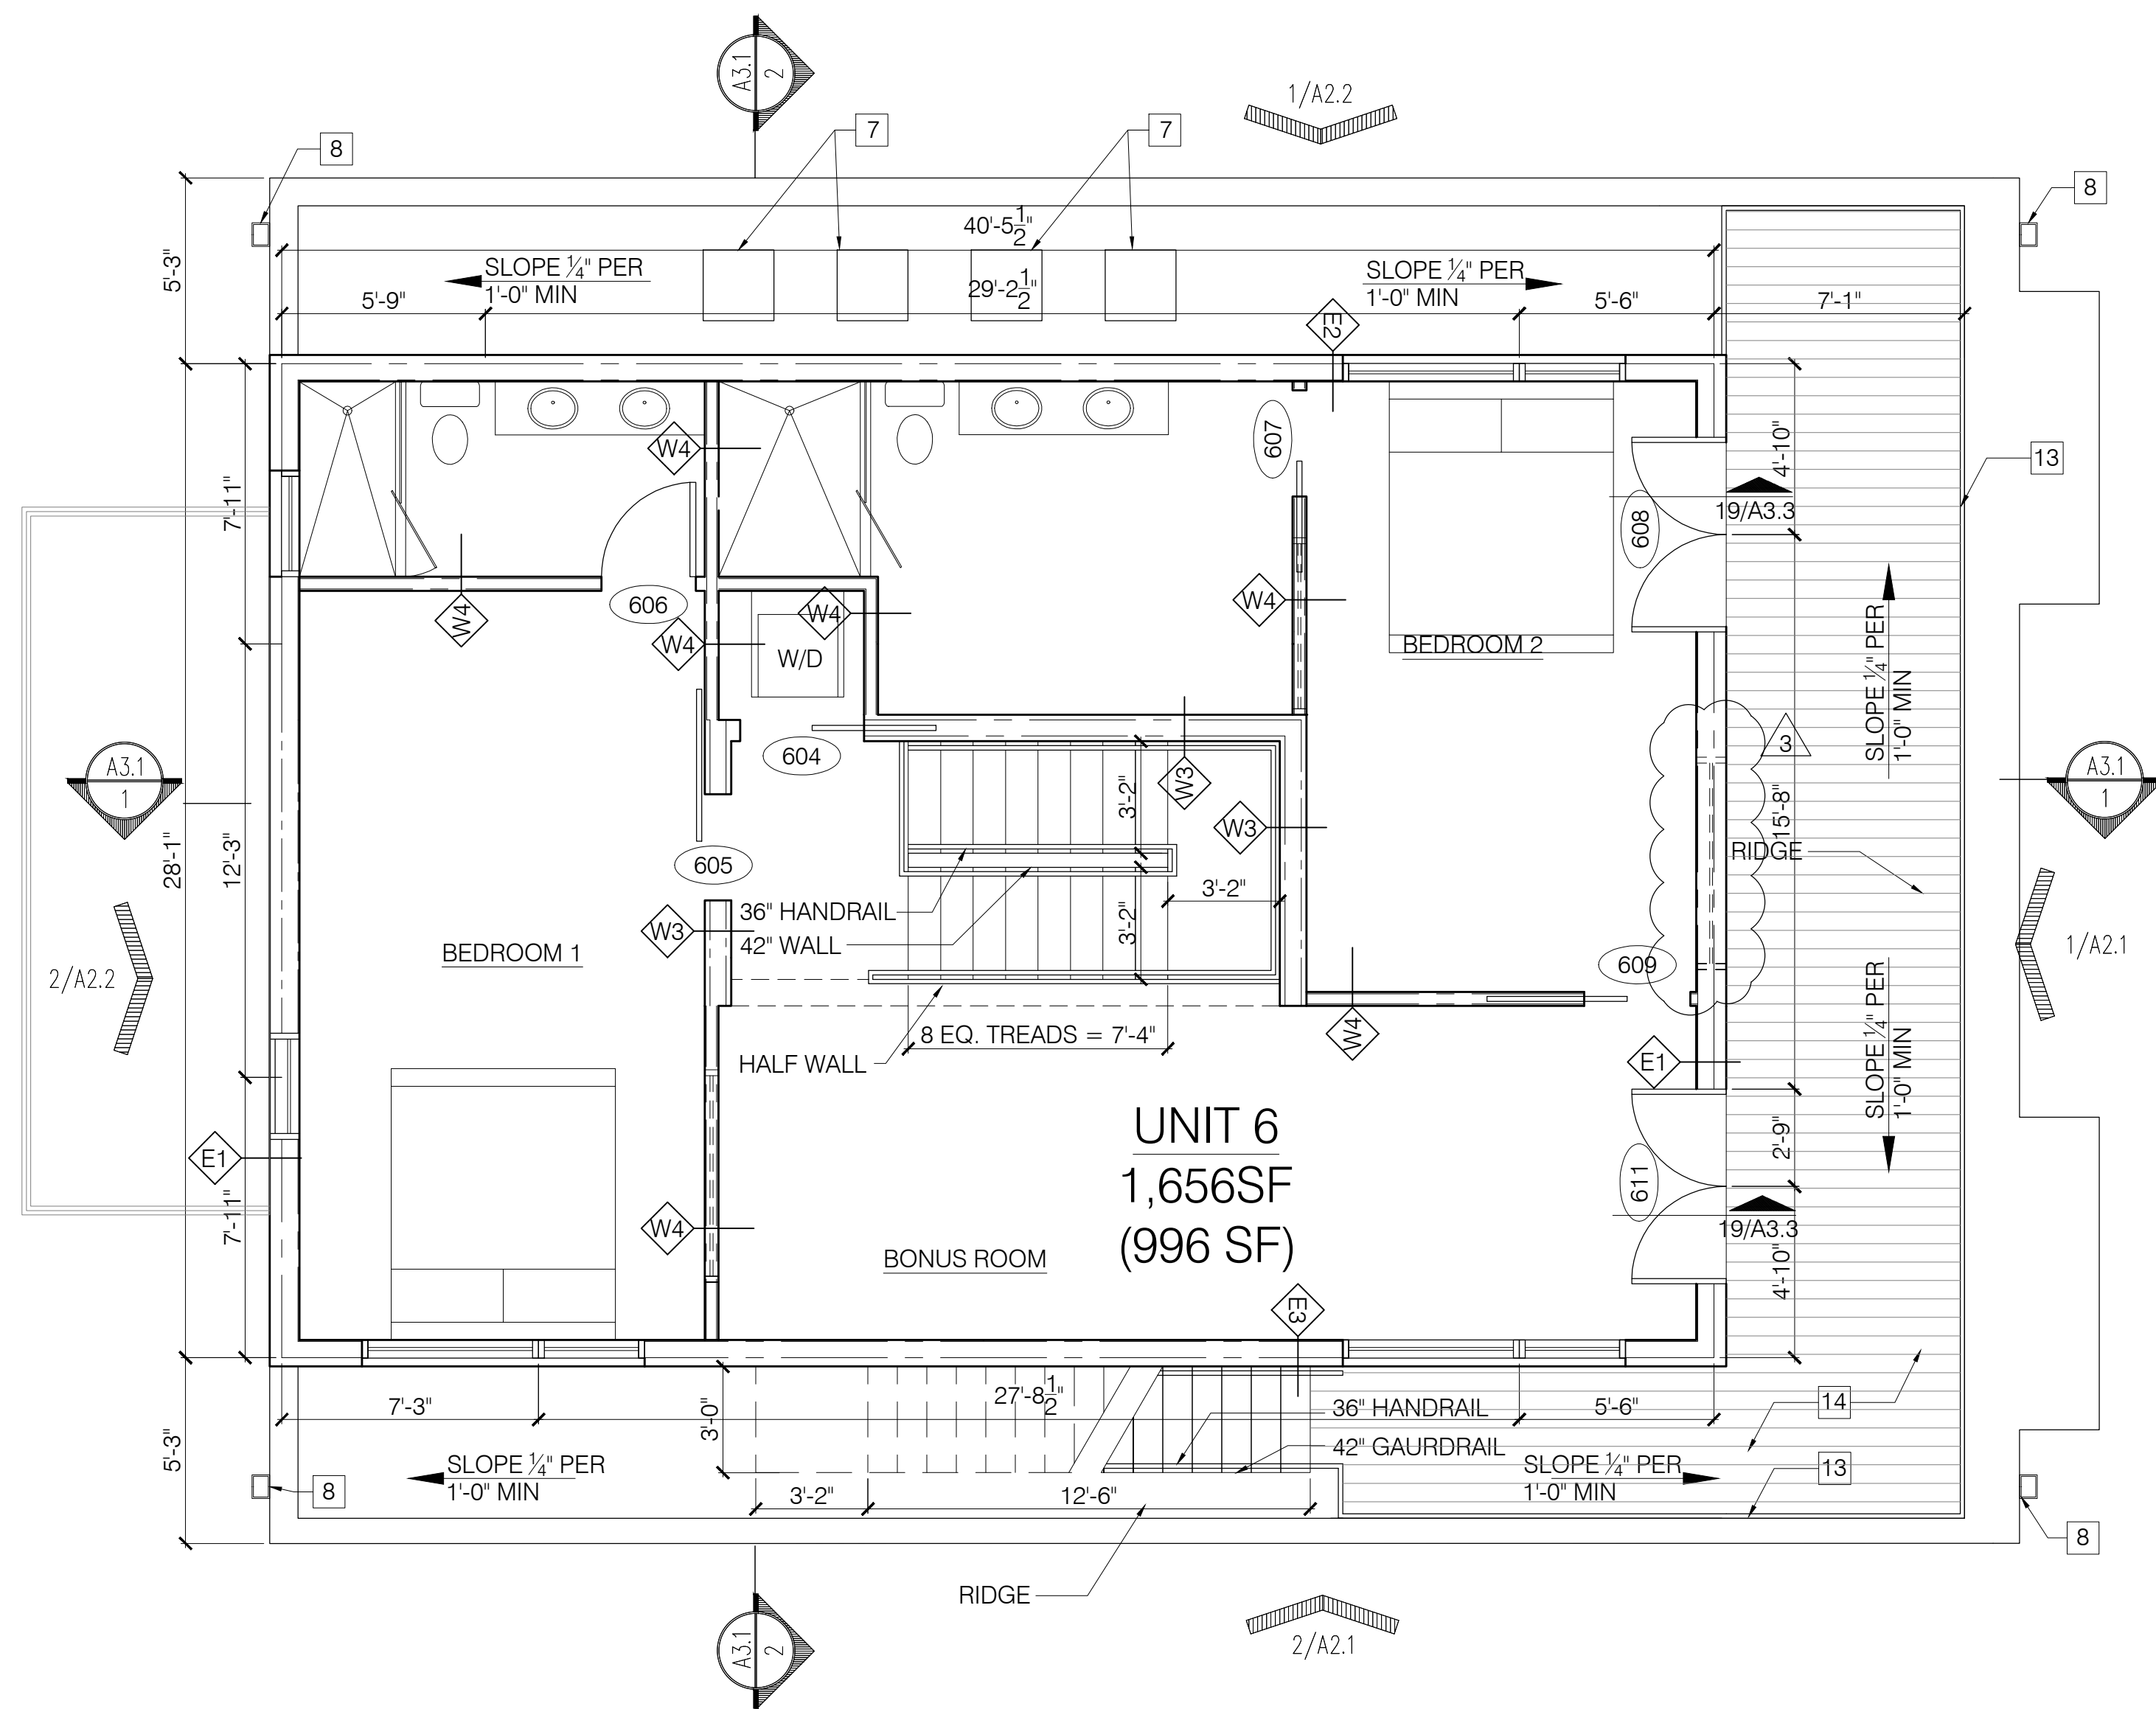 A3.1
2
1/A2.2
7
7
8
8
40'-5 1/2"
5'-3"
SLOPE 1/4" PER
1'-0" MIN
29'-2 1/2"
SLOPE 1/4" PER
1'-0" MIN
5'-9"
5'-6"
7'-1"
E2
W4
607
4'-10"
13
7'-11"
19/A3.3
608
606
W4
W4
W4
W4
W/D
BEDROOM 2
SLOPE 1/4" PER
1'-0" MIN
604
3
A3.1
1
A3.1
1
W3
3'-2"
15'-8"
W3
28'-1"
12'-3"
605
RIDGE
3'-2"
36" HANDRAIL
42" WALL
W3
3'-2"
BEDROOM 1
609
2/A2.2
1/A2.1
8 EQ. TREADS = 7'-4"
W4
HALF WALL
E1
SLOPE 1/4" PER
1'-0" MIN
UNIT 6
1,656SF
(996 SF)
2'-9"
E1
611
7'-11"
W4
19/A3.3
BONUS ROOM
4'-10"
E3
7'-3"
27'-8 1/2"
3'-0"
36" HANDRAIL
5'-6"
14
42" GAURDRAIL
5'-3"
SLOPE 1/4" PER
1'-0" MIN
SLOPE 1/4" PER
1'-0" MIN
13
8
3'-2"
12'-6"
8
RIDGE
A3.1
2
2/A2.1